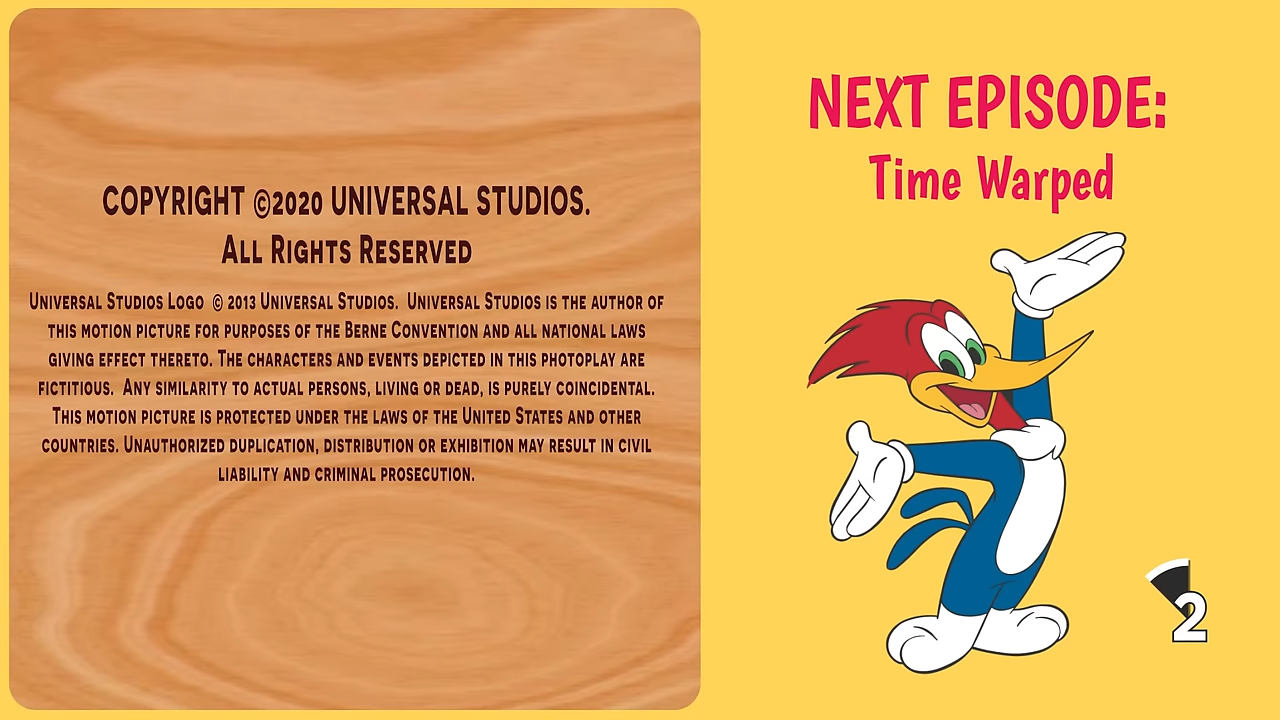 COPYRIGHT ©2020 UNIVERSAL STUDIOS.
ALL RIGHTS RESERVED
UNIVERSAL STUDIOS LOGO © 2013 UNIVERSAL STUDIOS. UNIVERSAL STUDIOS IS THE AUTHOR OF
THIS MOTION PICTURE FOR PURPOSES OF THE BERNE CONVENTION AND ALL NATIONAL LAWS
GIVING EFFECT THERETO. THE CHARACTERS AND EVENTS DEPICTED IN THIS PHOTOPLAY ARE
FICTITIOUS. ANY SIMILARITY TO ACTUAL PERSONS, LIVING OR DEAD, IS PURELY COINCIDENTAL.
THIS MOTION PICTURE IS PROTECTED UNDER THE LAWS OF THE UNITED STATES AND OTHER
COUNTRIES. UNAUTHORIZED DUPLICATION, DISTRIBUTION OR EXHIBITION MAY RESULT IN CIVIL
LIABILITY AND CRIMINAL PROSECUTION.
NEXT EPISODE:
Time Warped
2